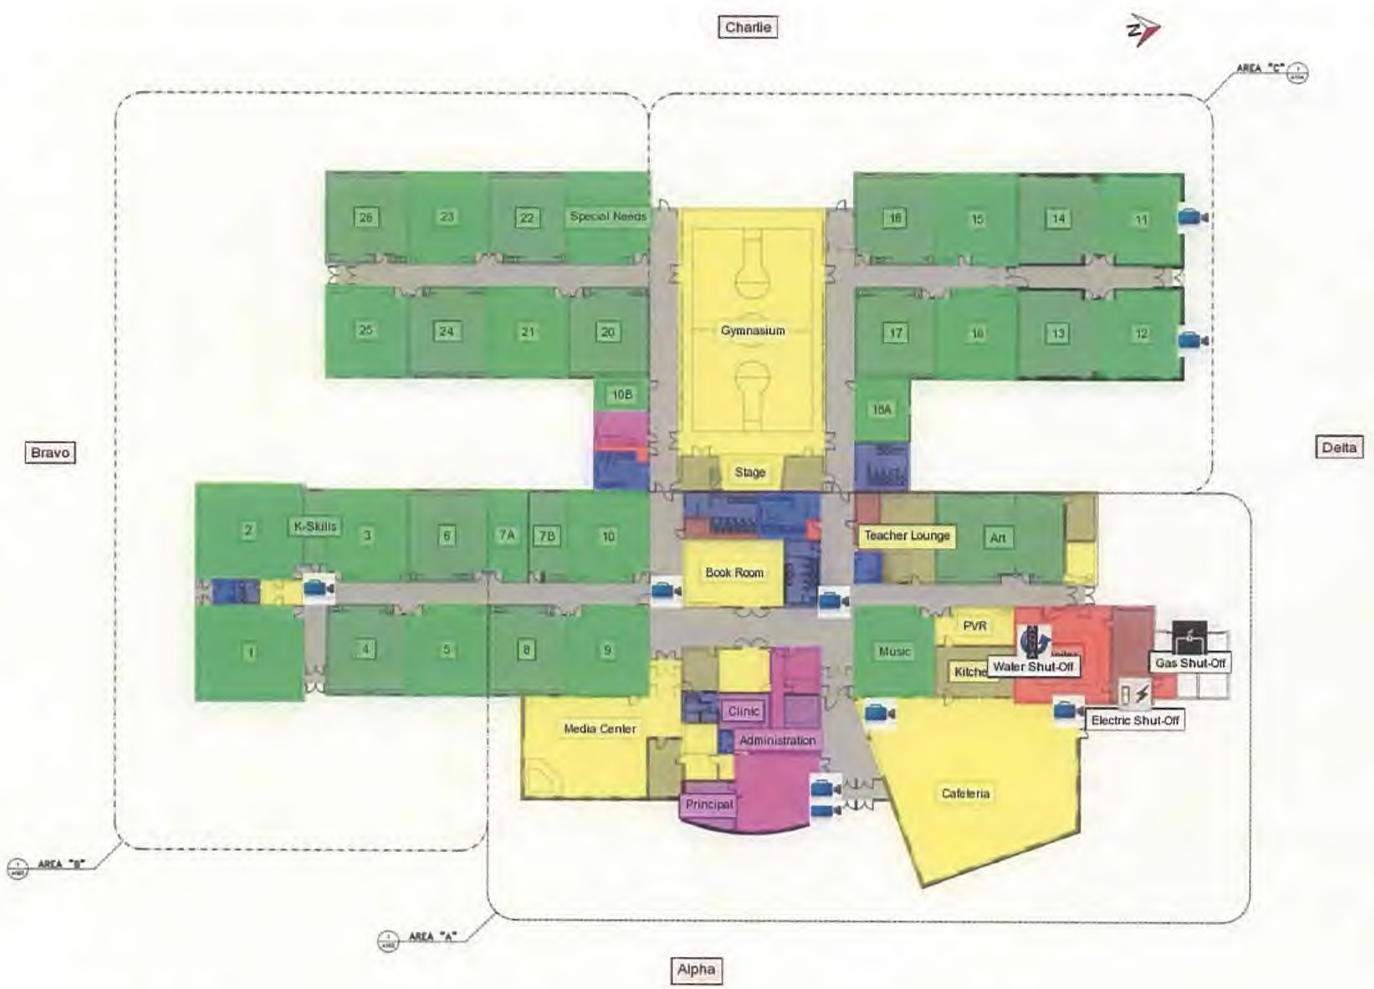 Charlie
N
AREA "C"
26
23
22
Special Needs
16
15
14
11
25
24
21
20
Gymnasium
17
16
13
12
10B
18A
Bravo
Delta
Stage
2
K-Skills
3
6
7A
7B
10
Teacher Lounge
Art
Book Room
1
4
5
8
9
Music
PVR
Kitche
Water Shut-Off
Gas Shut-Off
Media Center
Clinic
Electric Shut-Off
Administration
Principal
Cafeteria
AREA "B"
AREA "A"
Alpha